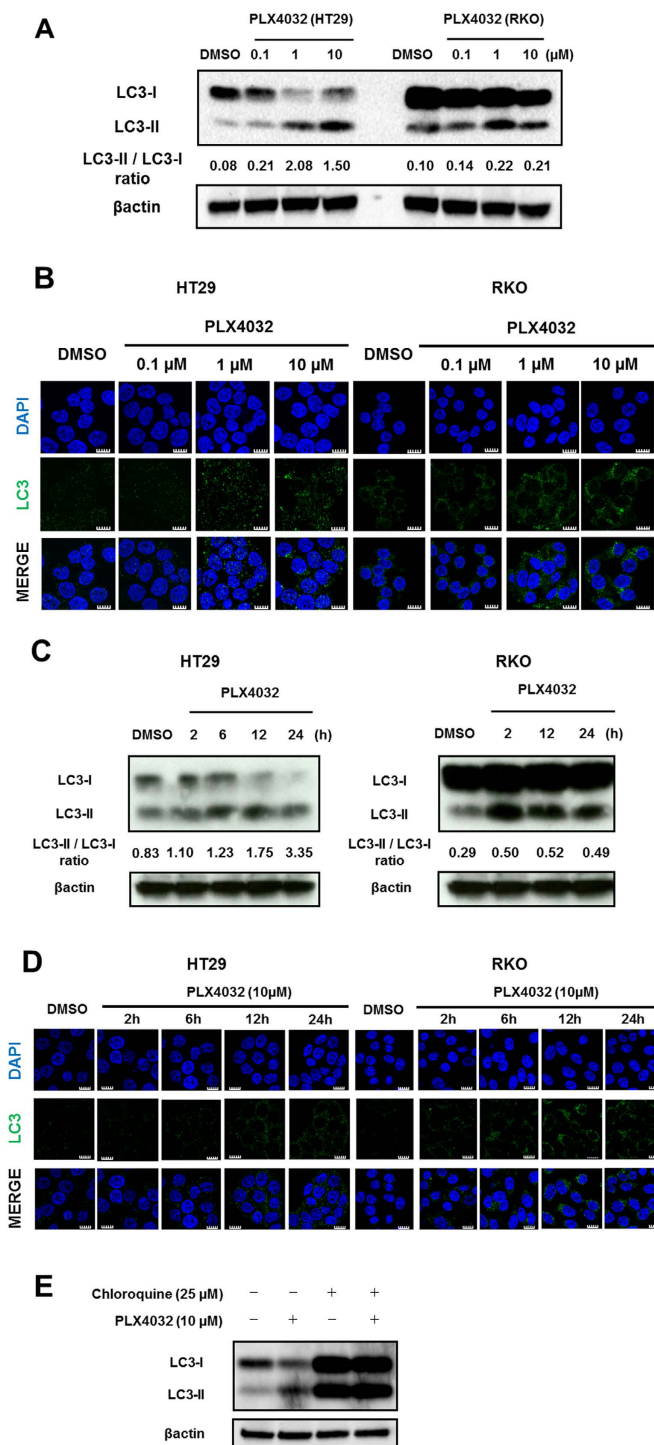 A
PLX4032 (HT29) PLX4032 (RKO)
DMSO 0.1 1 10 DMSO 0.1 1 10 (µM)
LC3-I
LC3-II
LC3-II / LC3-I
ratio
0.08 0.21 2.08 1.50 0.10 0.14 0.22 0.21
βactin
B
HT29 RKO
PLX4032 PLX4032
DMSO 0.1 µM 1 µM 10 µM DMSO 0.1 µM 1 µM 10 µM
DAPI
LC3
MERGE
C
HT29 RKO
PLX4032 PLX4032
DMSO 2 6 12 24 (h) DMSO 2 12 24 (h)
LC3-I LC3-I
LC3-II LC3-II
LC3-II / LC3-I LC3-II / LC3-I
ratio ratio
0.83 1.10 1.23 1.75 3.35 0.29 0.50 0.52 0.49
βactin βactin
D
HT29 RKO
DMSO PLX4032 (10µM) DMSO PLX4032 (10µM)
2h 6h 12h 24h 2h 6h 12h 24h
DAPI
LC3
MERGE
E
Chloroquine (25 µM) − − + +
PLX4032 (10 µM) − + − +
LC3-I
LC3-II
βactin